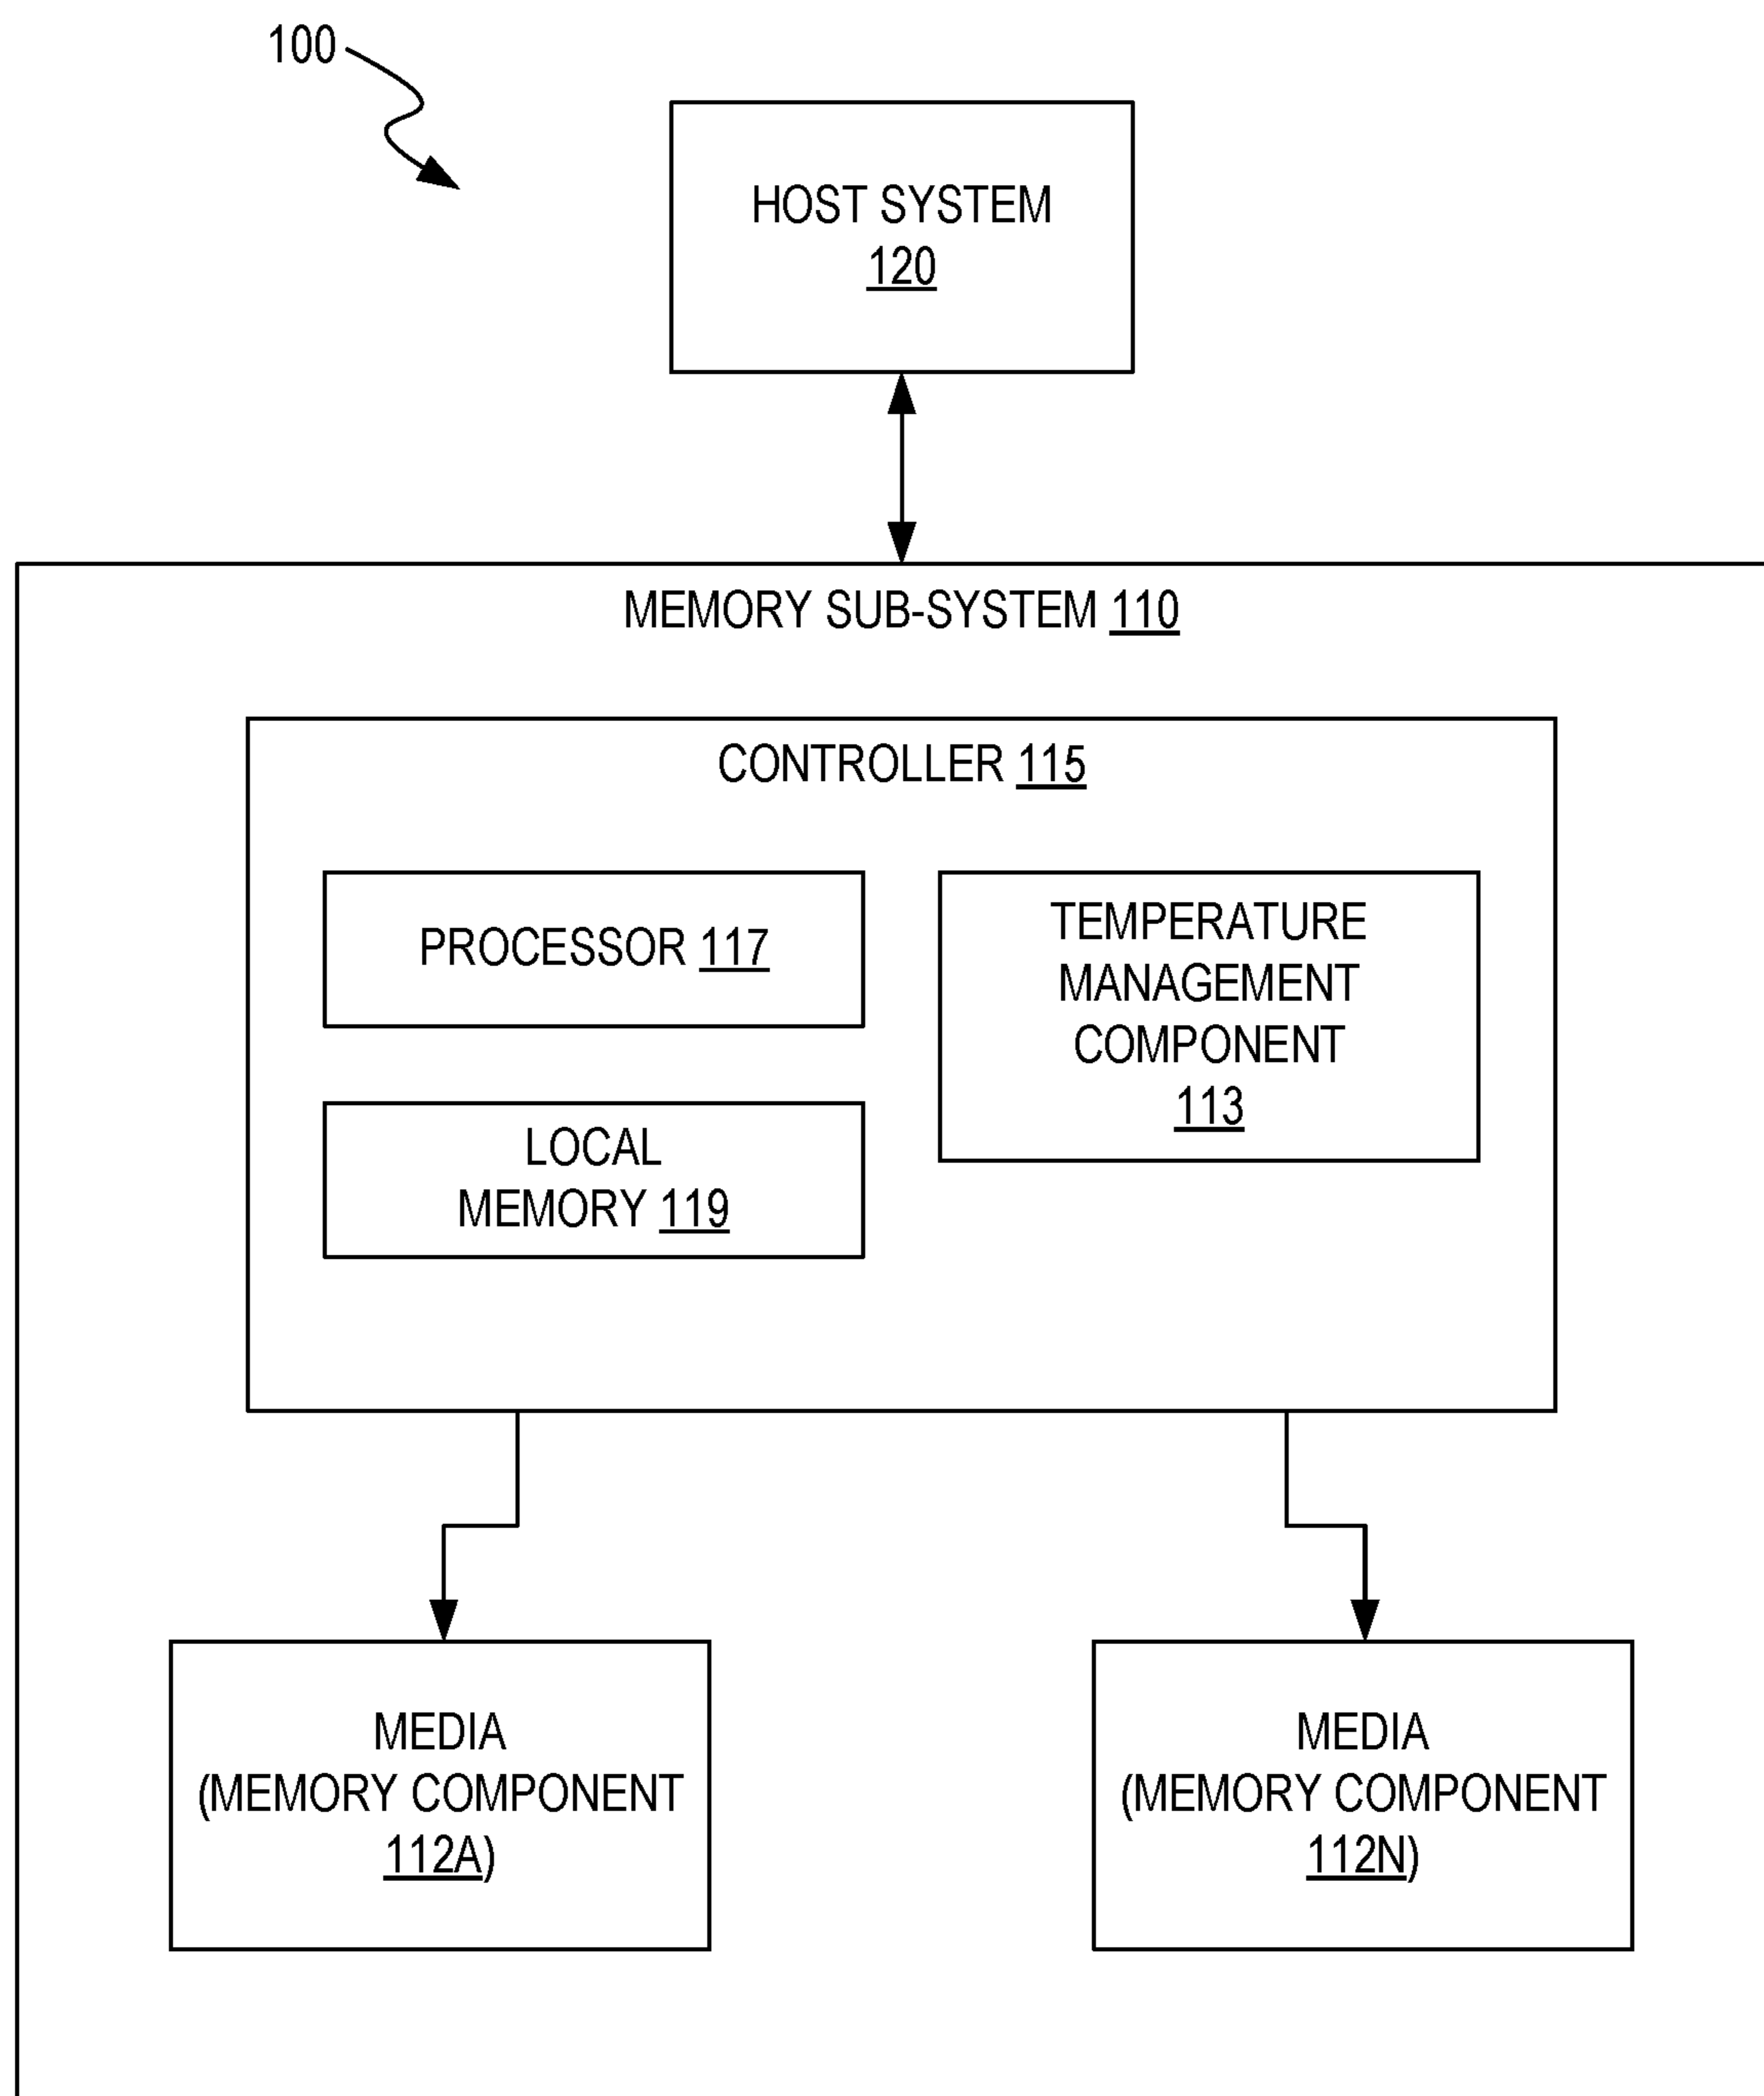 100
HOST SYSTEM
120
MEMORY SUB-SYSTEM 110
CONTROLLER 115
PROCESSOR 117
TEMPERATURE
MANAGEMENT
COMPONENT
113
LOCAL
MEMORY 119
MEDIA
(MEMORY COMPONENT
112A)
MEDIA
(MEMORY COMPONENT
112N)